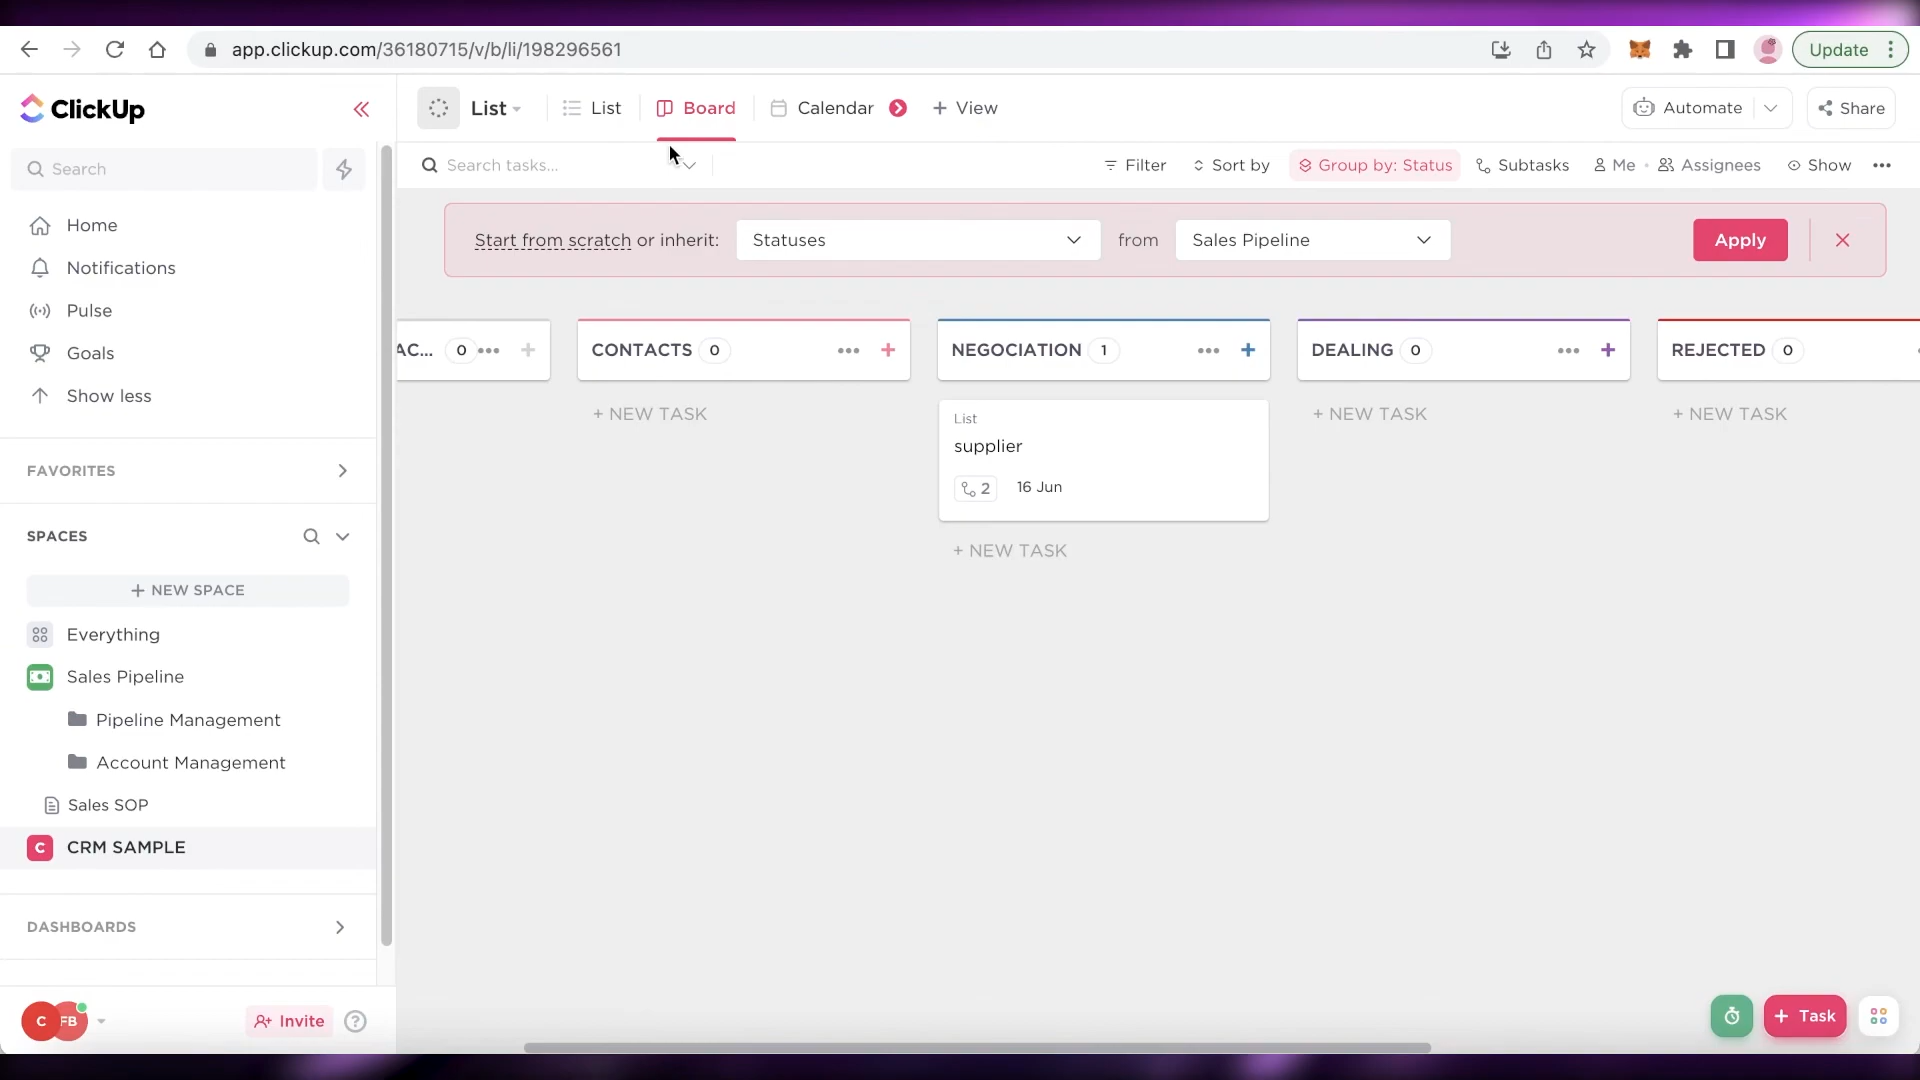 app.clickup.com/36180715/v/b/li/198296561
Update
ClickUp
List
List
Board
Calendar
+ View
Automate
Share
Search
Search tasks...
Filter
Sort by
Group by: Status
Subtasks
Me
Assignees
Show
Home
Notifications
Pulse
Goals
Show less
Start from scratch or inherit:
Statuses
from
Sales Pipeline
Apply
AC... 0
CONTACTS 0
NEGOCIATION 1
DEALING 0
REJECTED 0
+ NEW TASK
List
supplier
2
16 Jun
+ NEW TASK
+ NEW TASK
+ NEW TASK
FAVORITES
SPACES
+ NEW SPACE
Everything
Sales Pipeline
Pipeline Management
Account Management
Sales SOP
C CRM SAMPLE
DASHBOARDS
C FB
Invite
?
+ Task